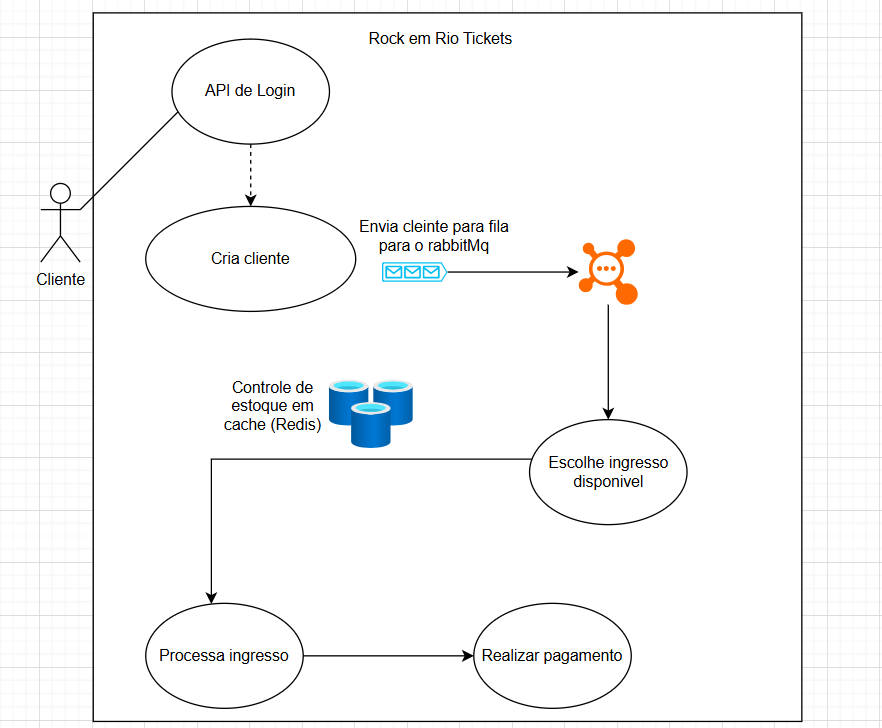 Rock em Rio Tickets
API de Login
Cliente
Cria cliente
Envia cleinte para fila
para o rabbitMq
Controle de
estoque em
cache (Redis)
Escolhe ingresso
disponivel
Processa ingresso
Realizar pagamento